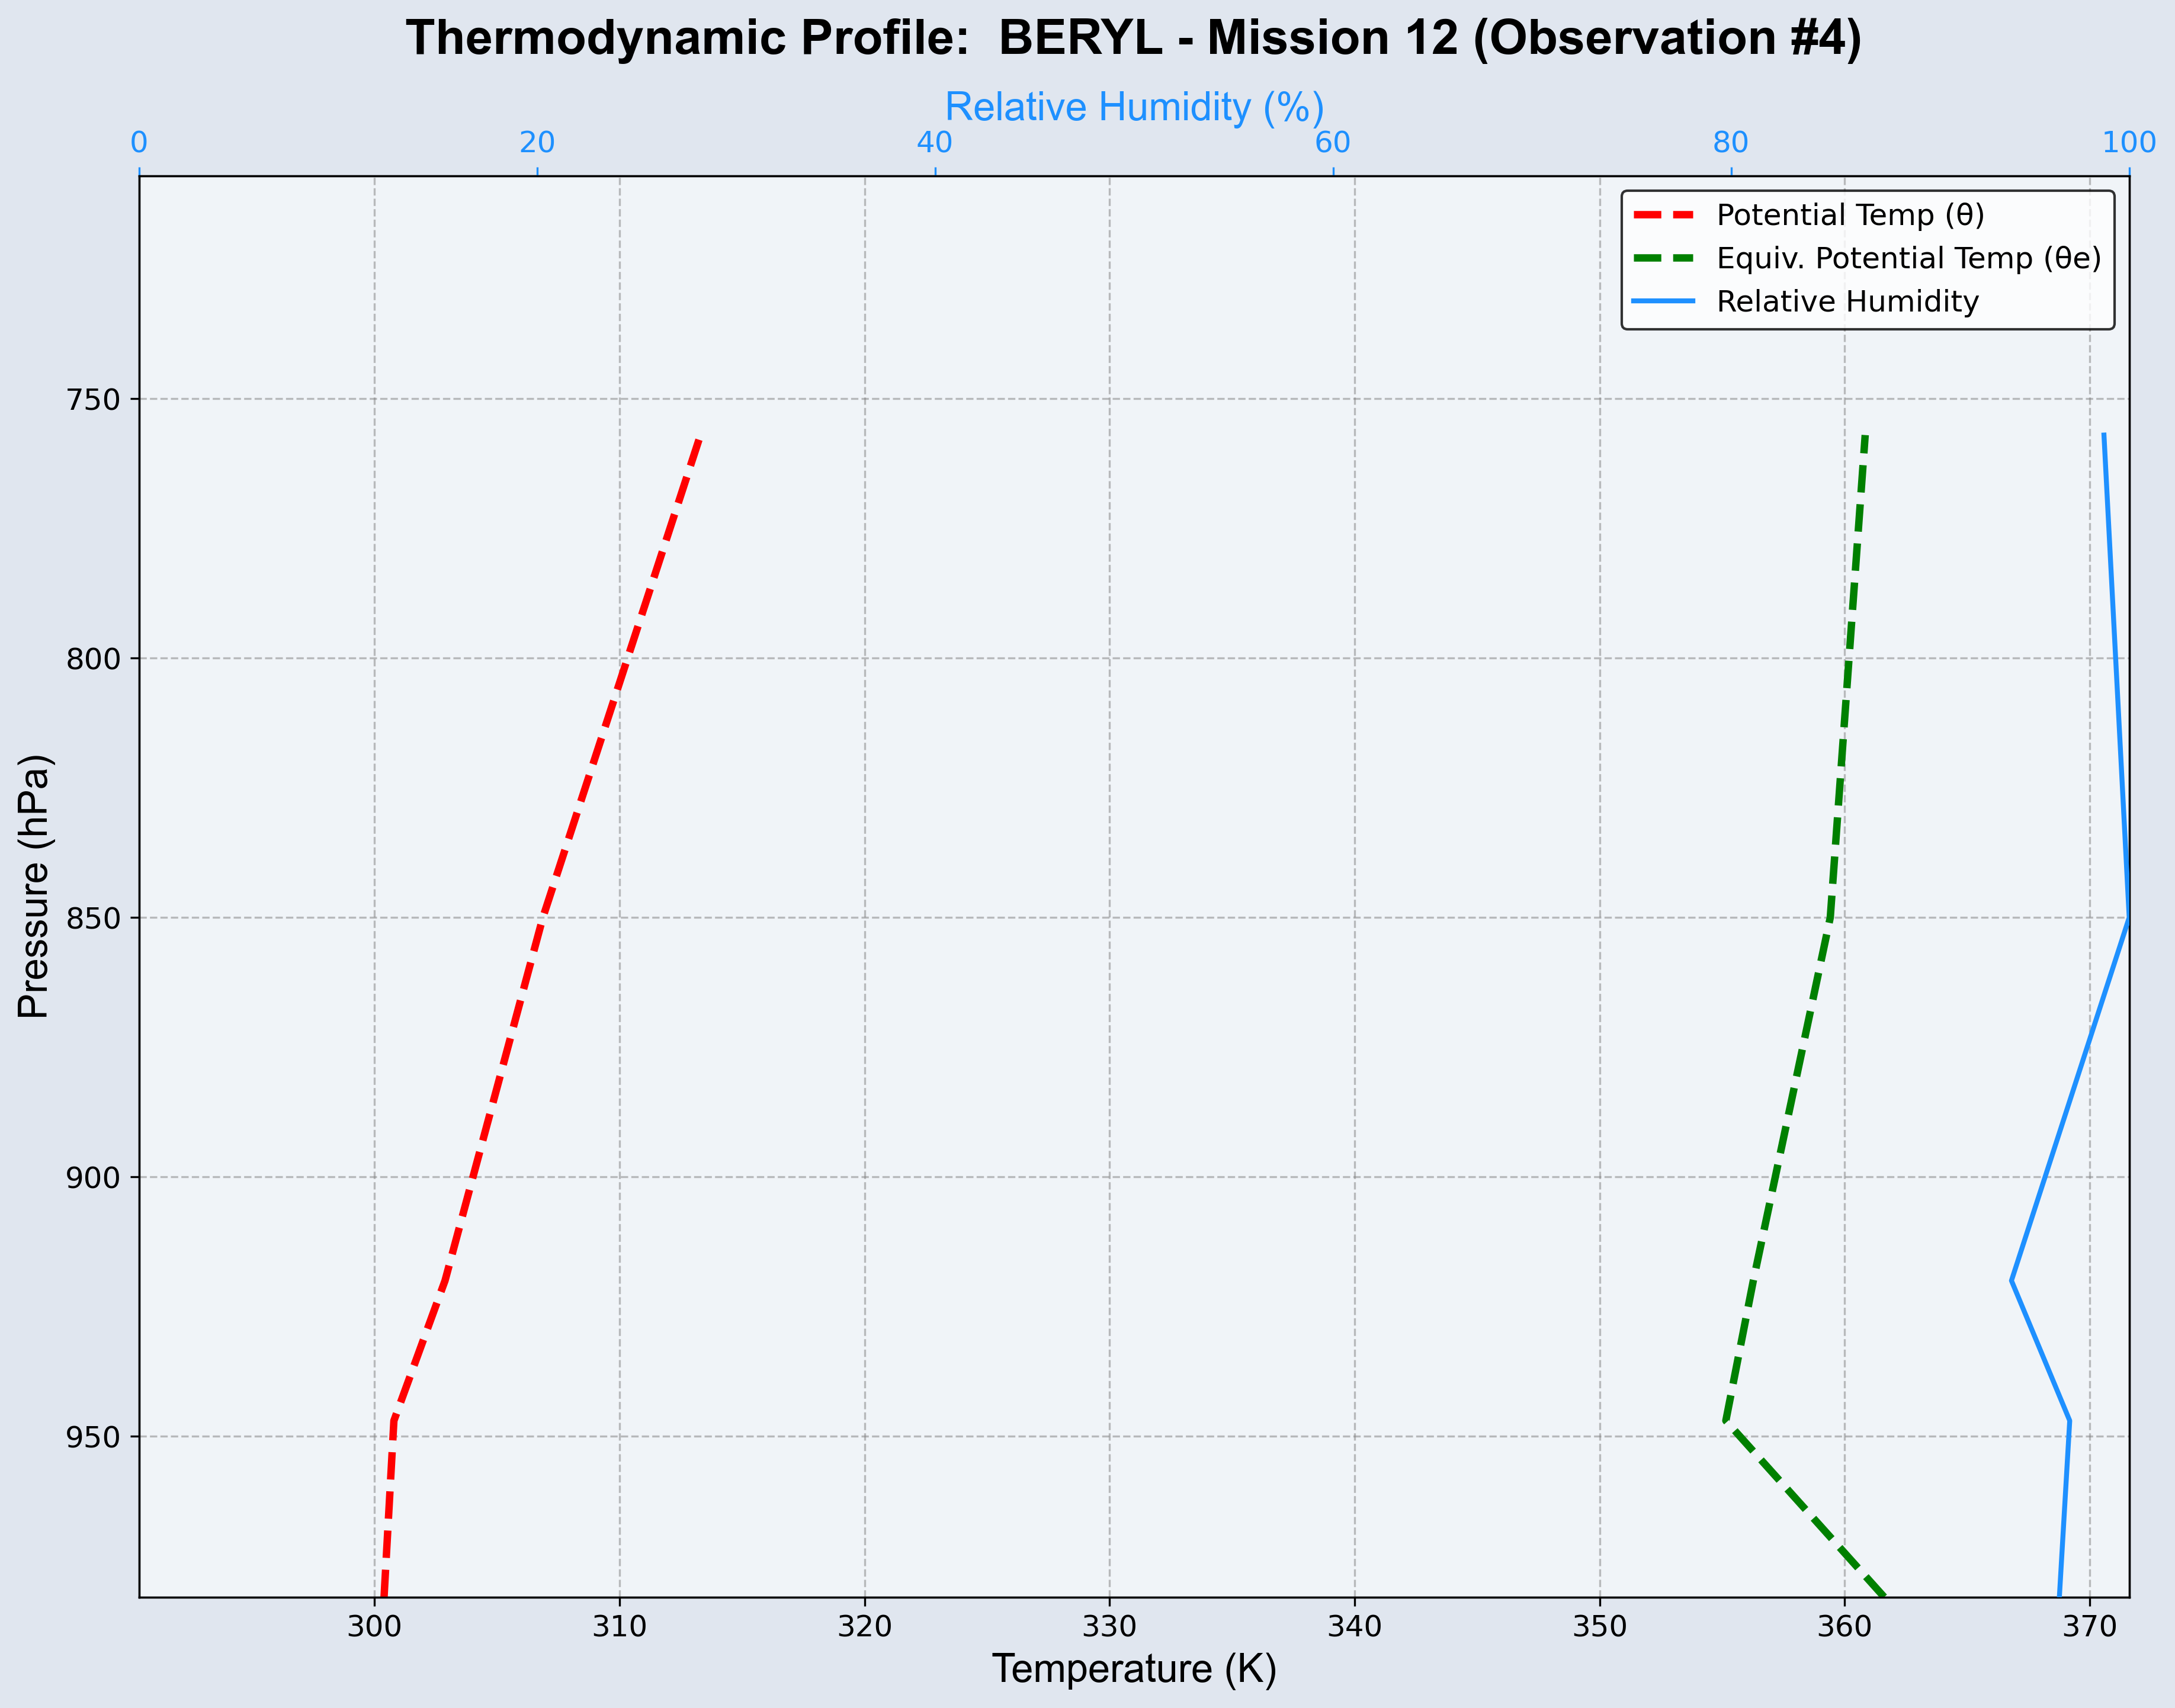 Thermodynamic Profile:  BERYL - Mission 12 (Observation #4)
Relative Humidity (%)
0 20 40 60 80 100
Potential Temp (θ)
Equiv. Potential Temp (θe)
Relative Humidity
Pressure (hPa)
750
800
850
900
950
300 310 320 330 340 350 360 370
Temperature (K)